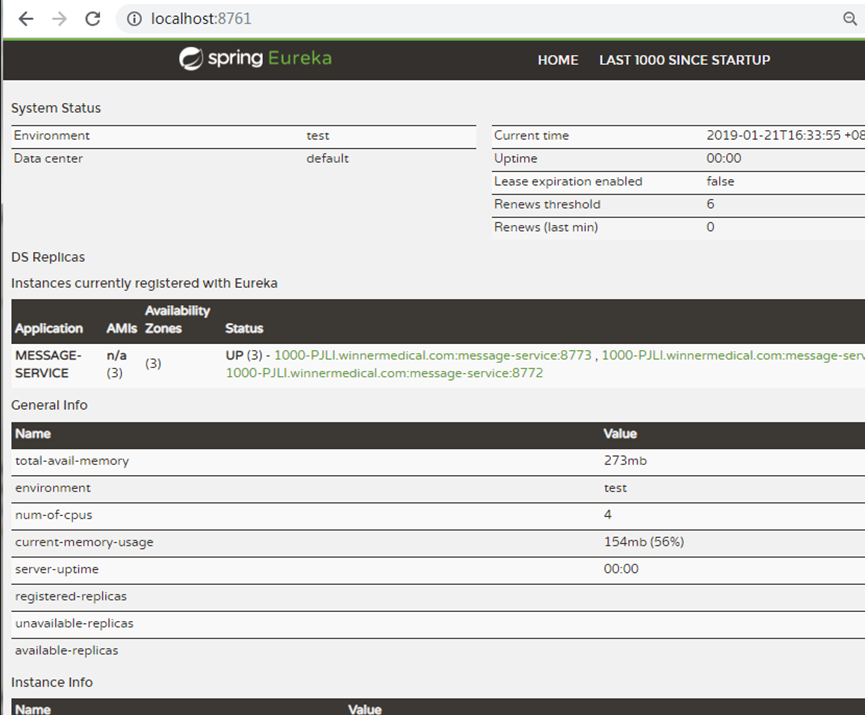 localhost:8761
spring Eureka
HOME LAST 1000 SINCE STARTUP
System Status
Environment test
Data center default
Current time 2019-01-21T16:33:55 +08
Uptime 00:00
Lease expiration enabled false
Renews threshold 6
Renews (last min) 0
DS Replicas
Instances currently registered with Eureka
Application AMIs Availability Zones Status
MESSAGE-SERVICE n/a (3) (3) UP (3) - 1000-PJLI.winnermedical.com:message-service:8773 , 1000-PJLI.winnermedical.com:message-serv
1000-PJLI.winnermedical.com:message-service:8772
General Info
Name Value
total-avail-memory 273mb
environment test
num-of-cpus 4
current-memory-usage 154mb (56%)
server-uptime 00:00
registered-replicas
unavailable-replicas
available-replicas
Instance Info
Name Value